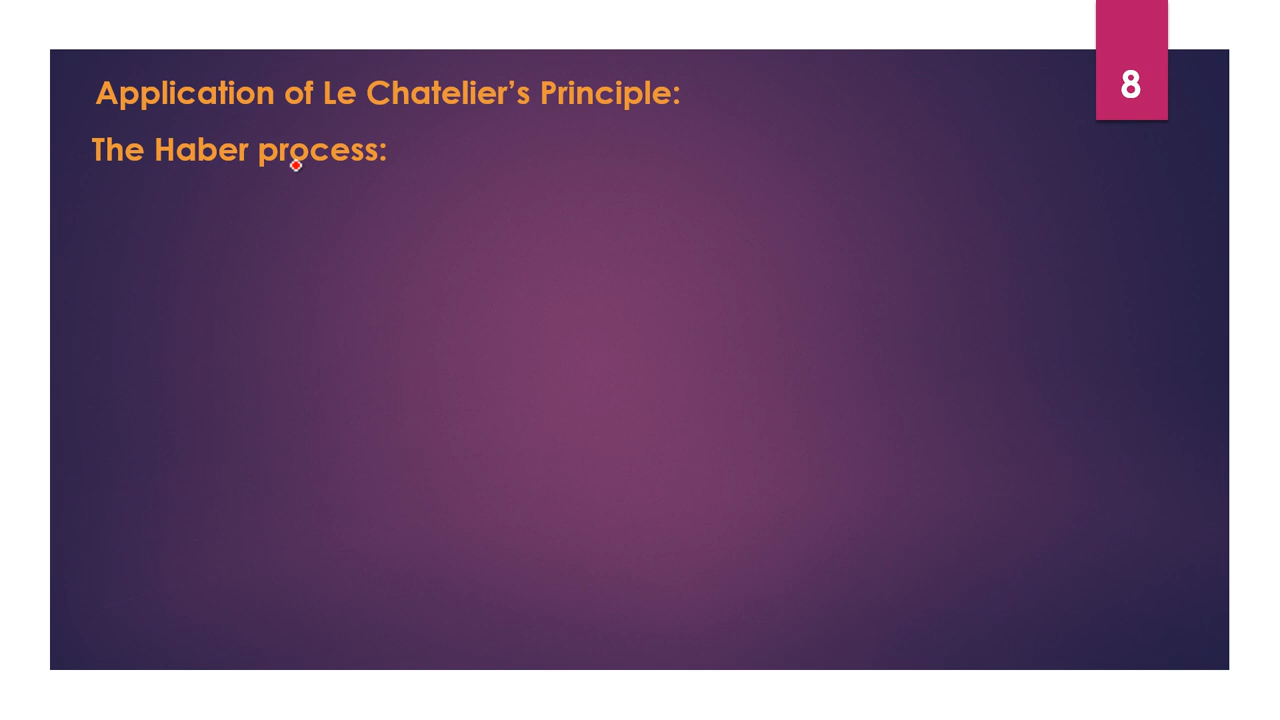 8
Application of Le Chatelier’s Principle:
The Haber process: